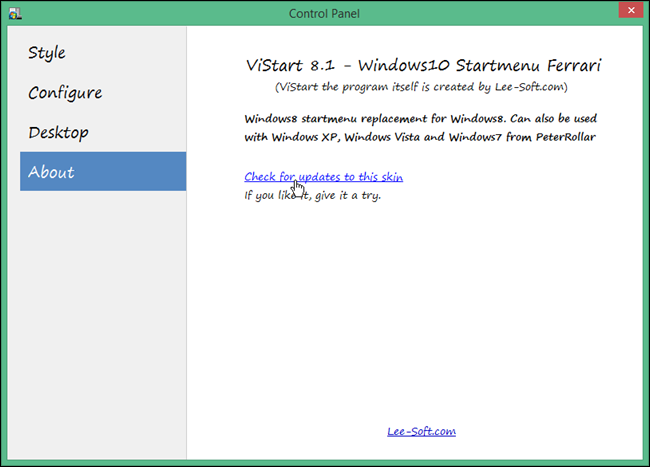 Control Panel
Style
Configure
Desktop
About
ViStart 8.1 - Windows10 Startmenu Ferrari
(ViStart the program itself is created by Lee-Soft.com)
Windows8 startmenu replacement for Windows8. Can also be used
with Windows XP, Windows Vista and Windows7 from PeterRollar
Check for updates to this skin
If you like it, give it a try.
Lee-Soft.com